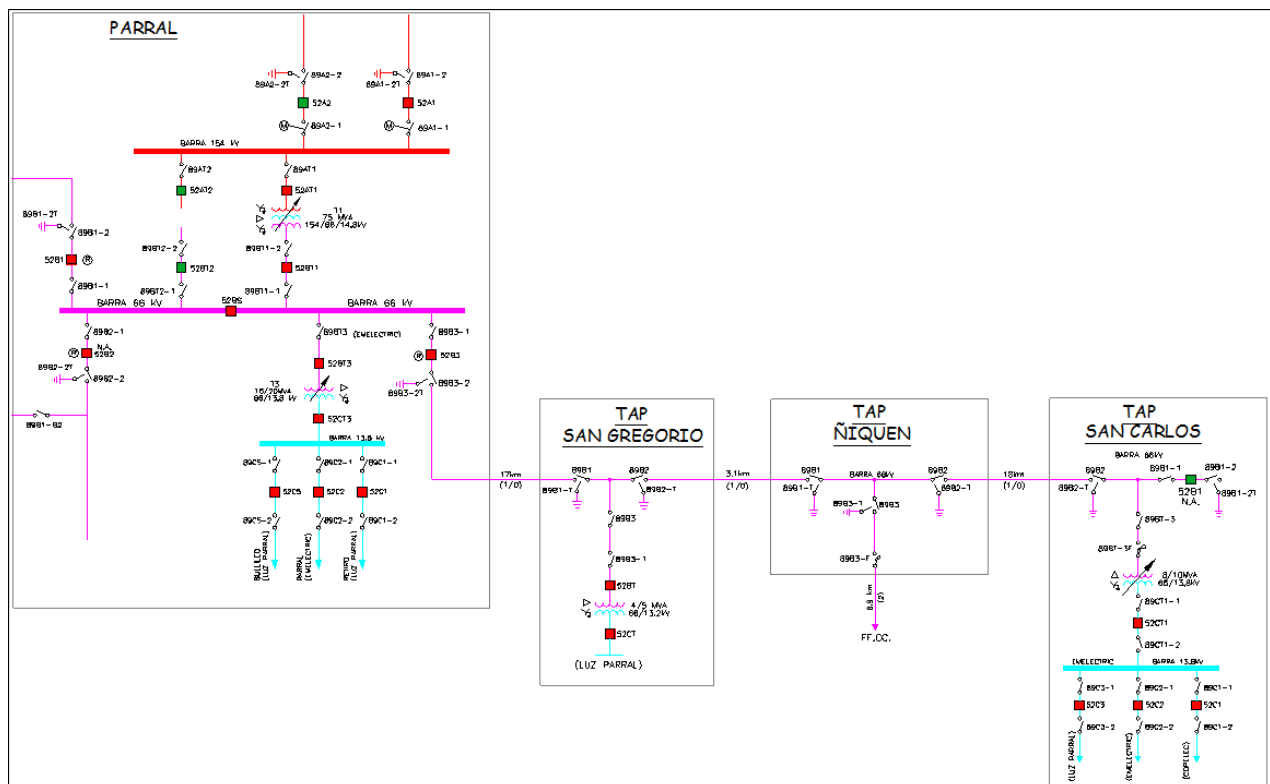 PARRAL
89A2-2
89A2-2T
52A2
M
89A2-1
89A1-2
89A1-2T
52A1
M
89A1-1
BARRA 154 kV
89AT2
52AT2
89AT1
52AT1
T1
75 MVA
154/66/14.8kV
89B1-2T
89B1-2
52B1
R
89B1-1
89BT2-2
52BT2
89BT2-1
89BT1-2
52BT1
89BT1-1
BARRA 66 kV
52BS
BARRA 66 kV
89B2-1
N.A.
R
52B2
89B2-2T
89B2-2
89B1-B2
89BT3
(EMELECTRIC)
52BT3
T3
15/20MVA
66/13.8 kV
52CT3
BARRA 13.8 kV
89B3-1
R
52B3
89B3-2
89B3-2T
89C5-1
89C2-1
89C1-1
52C5
52C2
52C1
89C5-2
89C2-2
89C1-2
(LUZ PARRAL)
PARRAL
(EMELECTRIC)
RETIRO
(LUZ PARRAL)
17km
(1/0)
TAP
SAN GREGORIO
89B1
89B2
89B1-T
89B2-T
89B3
89B3-1
52BT
4/5 MVA
66/13.2kV
52CT
(LUZ PARRAL)
3.1km
(1/0)
TAP
ÑIQUEN
89B1
BARRA 66kV
89B2
89B1-T
89B2-T
89B3-T
89B3
89B3-F
8.9 km
(2)
FF.CC.
18km
(1/0)
TAP
SAN CARLOS
BARRA 66kV
89B2
89B1-1
89B1-2
89B2-T
52B1
N.A.
89B1-2T
89BT-3
89BT-3F
8/10MVA
66/13.8kV
89CT1-1
52CT1
89CT1-2
EMELECTRIC
BARRA 13.8kV
89C3-1
89C2-1
89C1-1
52C3
52C2
52C1
89C3-2
89C2-2
89C1-2
(LUZ PARRAL)
(EMELECTRIC)
(COPELEC)